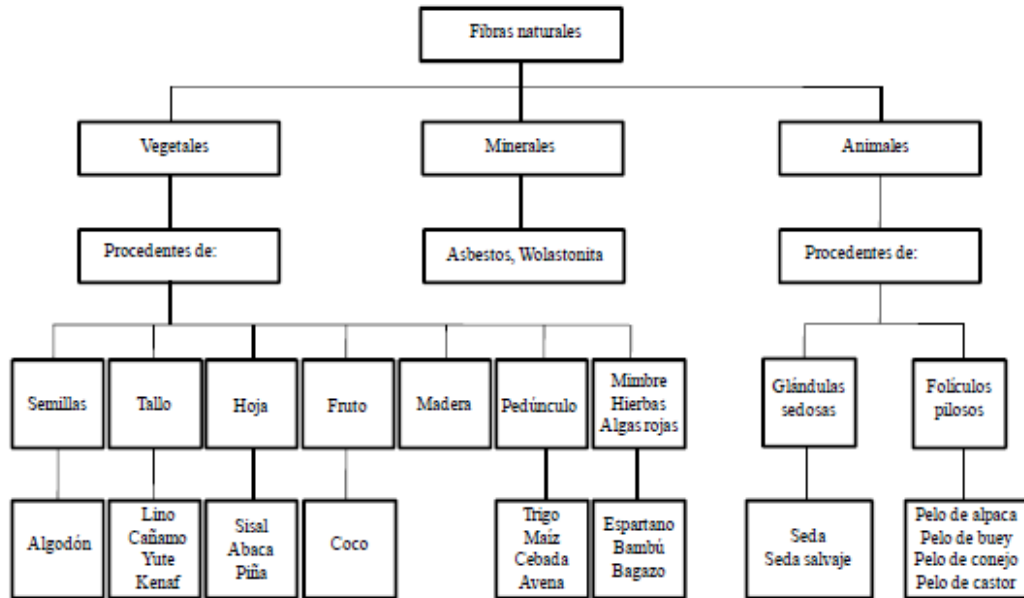 Fibras naturales
Vegetales
Minerales
Animales
Procedentes de:
Asbestos, Wolastonita
Procedentes de:
Semillas
Tallo
Hoja
Fruto
Madera
Pedúnculo
Mimbre
Hierbas
Algas rojas
Glándulas
sedosas
Folículos
pilosos
Algodón
Lino
Cañamo
Yute
Kenaf
Sisal
Abaca
Piña
Coco
Trigo
Maíz
Cebada
Avena
Espartano
Bambú
Bagazo
Seda
Seda salvaje
Pelo de alpaca
Pelo de buey
Pelo de conejo
Pelo de castor